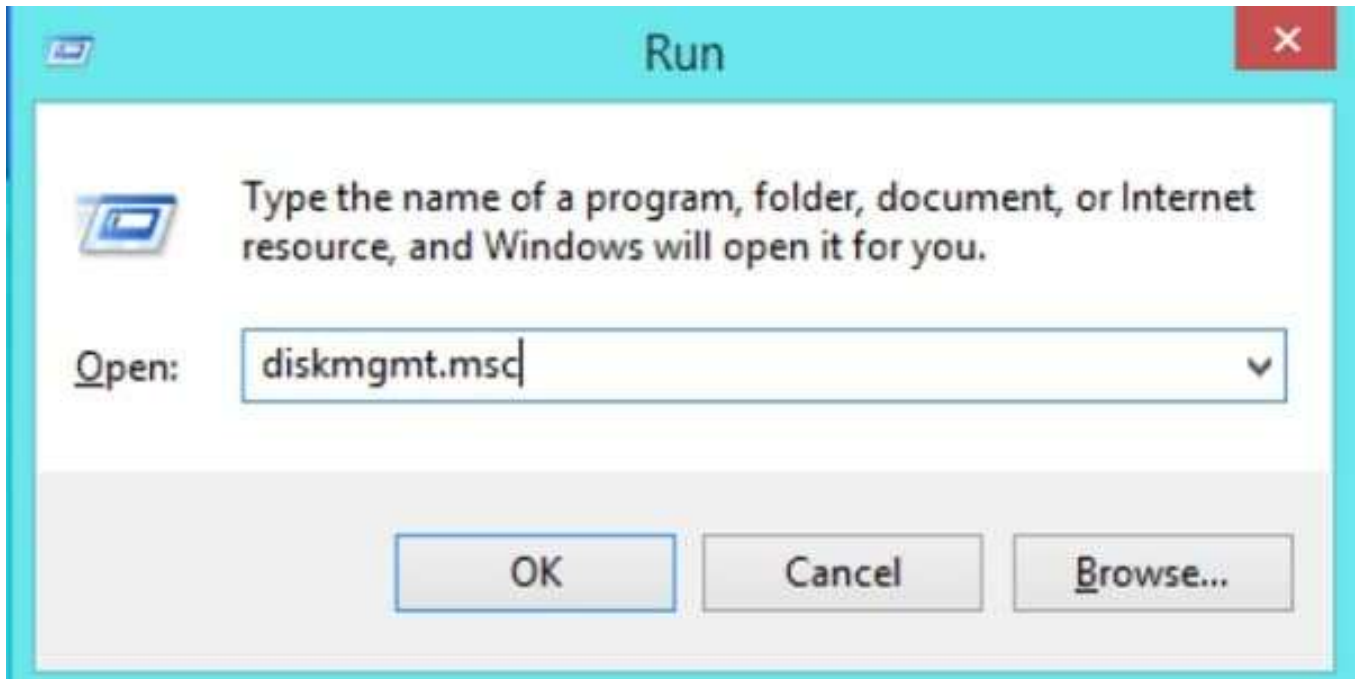 Run
Type the name of a program, folder, document, or Internet
resource, and Windows will open it for you.
Open:
diskmgmt.msc
OK
Cancel
Browse...